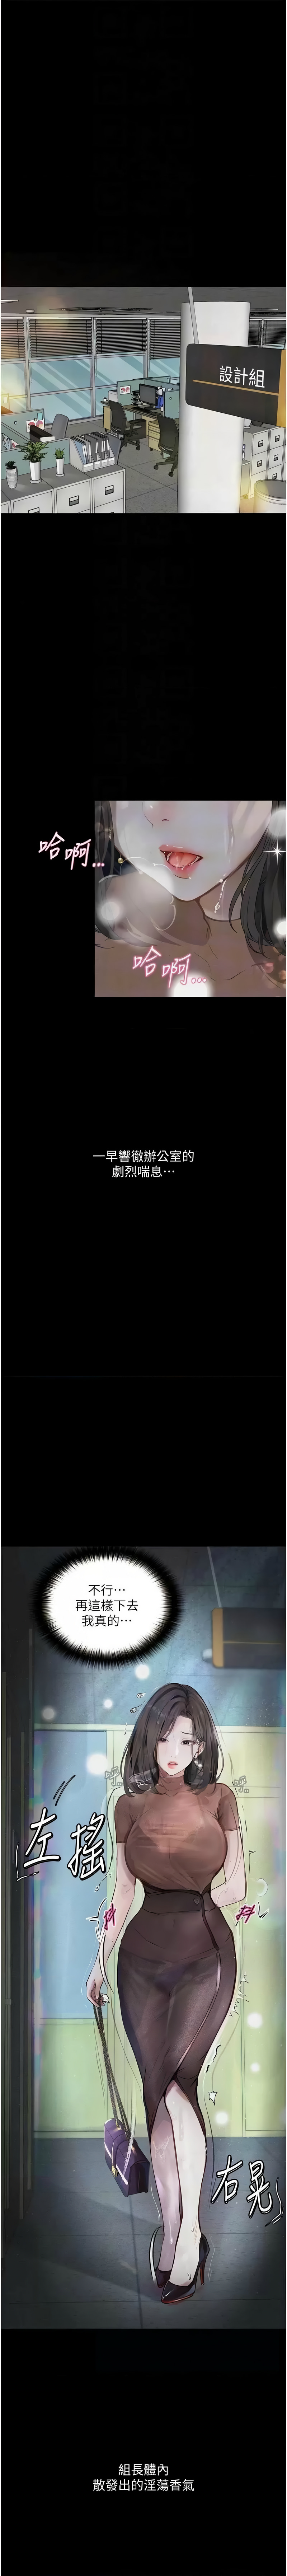 設計組
哈啊...
哈啊...
一早響徹辦公室的
劇烈喘息⋯
不行⋯
再這樣下去
我真的⋯
左搖
抖
抖
右晃
組長體內
散發出的淫蕩香氣